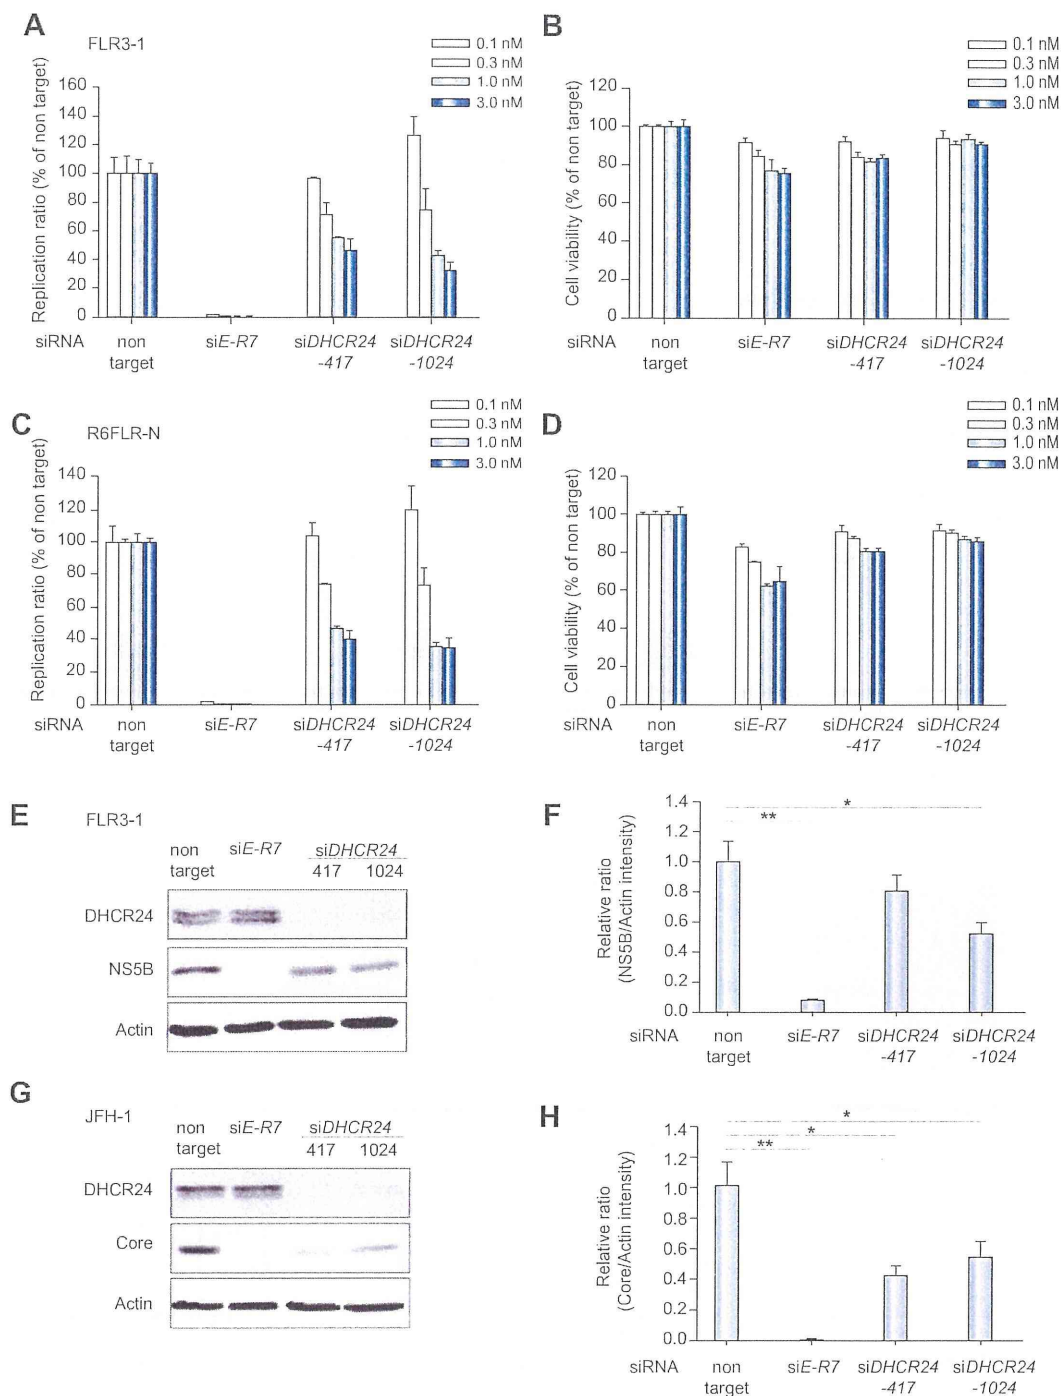 A
FLR3-1
0.1 nM
0.3 nM
1.0 nM
3.0 nM
Replication ratio (% of non target)
160
140
120
100
80
60
40
20
0
siRNA
non target
siE-R7
siDHCR24 -417
siDHCR24 -1024
B
0.1 nM
0.3 nM
1.0 nM
3.0 nM
Cell viability (% of non target)
120
100
80
60
40
20
0
siRNA
non target
siE-R7
siDHCR24 -417
siDHCR24 -1024
C
R6FLR-N
0.1 nM
0.3 nM
1.0 nM
3.0 nM
Replication ratio (% of non target)
140
120
100
80
60
40
20
0
siRNA
non target
siE-R7
siDHCR24 -417
siDHCR24 -1024
D
0.1 nM
0.3 nM
1.0 nM
3.0 nM
Cell viability (% of non target)
120
100
80
60
40
20
0
siRNA
non target
siE-R7
siDHCR24 -417
siDHCR24 -1024
E
FLR3-1
non target
siE-R7
siDHCR24
417 1024
DHCR24
NS5B
Actin
F
Relative ratio
(NS5B/Actin intensity)
1.4
1.2
1.0
0.8
0.6
0.4
0.2
0.0
*
**
siRNA
non target
siE-R7
siDHCR24 -417
siDHCR24 -1024
G
JFH-1
non target
siE-R7
siDHCR24
417 1024
DHCR24
Core
Actin
H
Relative ratio
(Core/Actin intensity)
1.4
1.2
1.0
0.8
0.6
0.4
0.2
0.0
*
*
**
siRNA
non target
siE-R7
siDHCR24 -417
siDHCR24 -1024